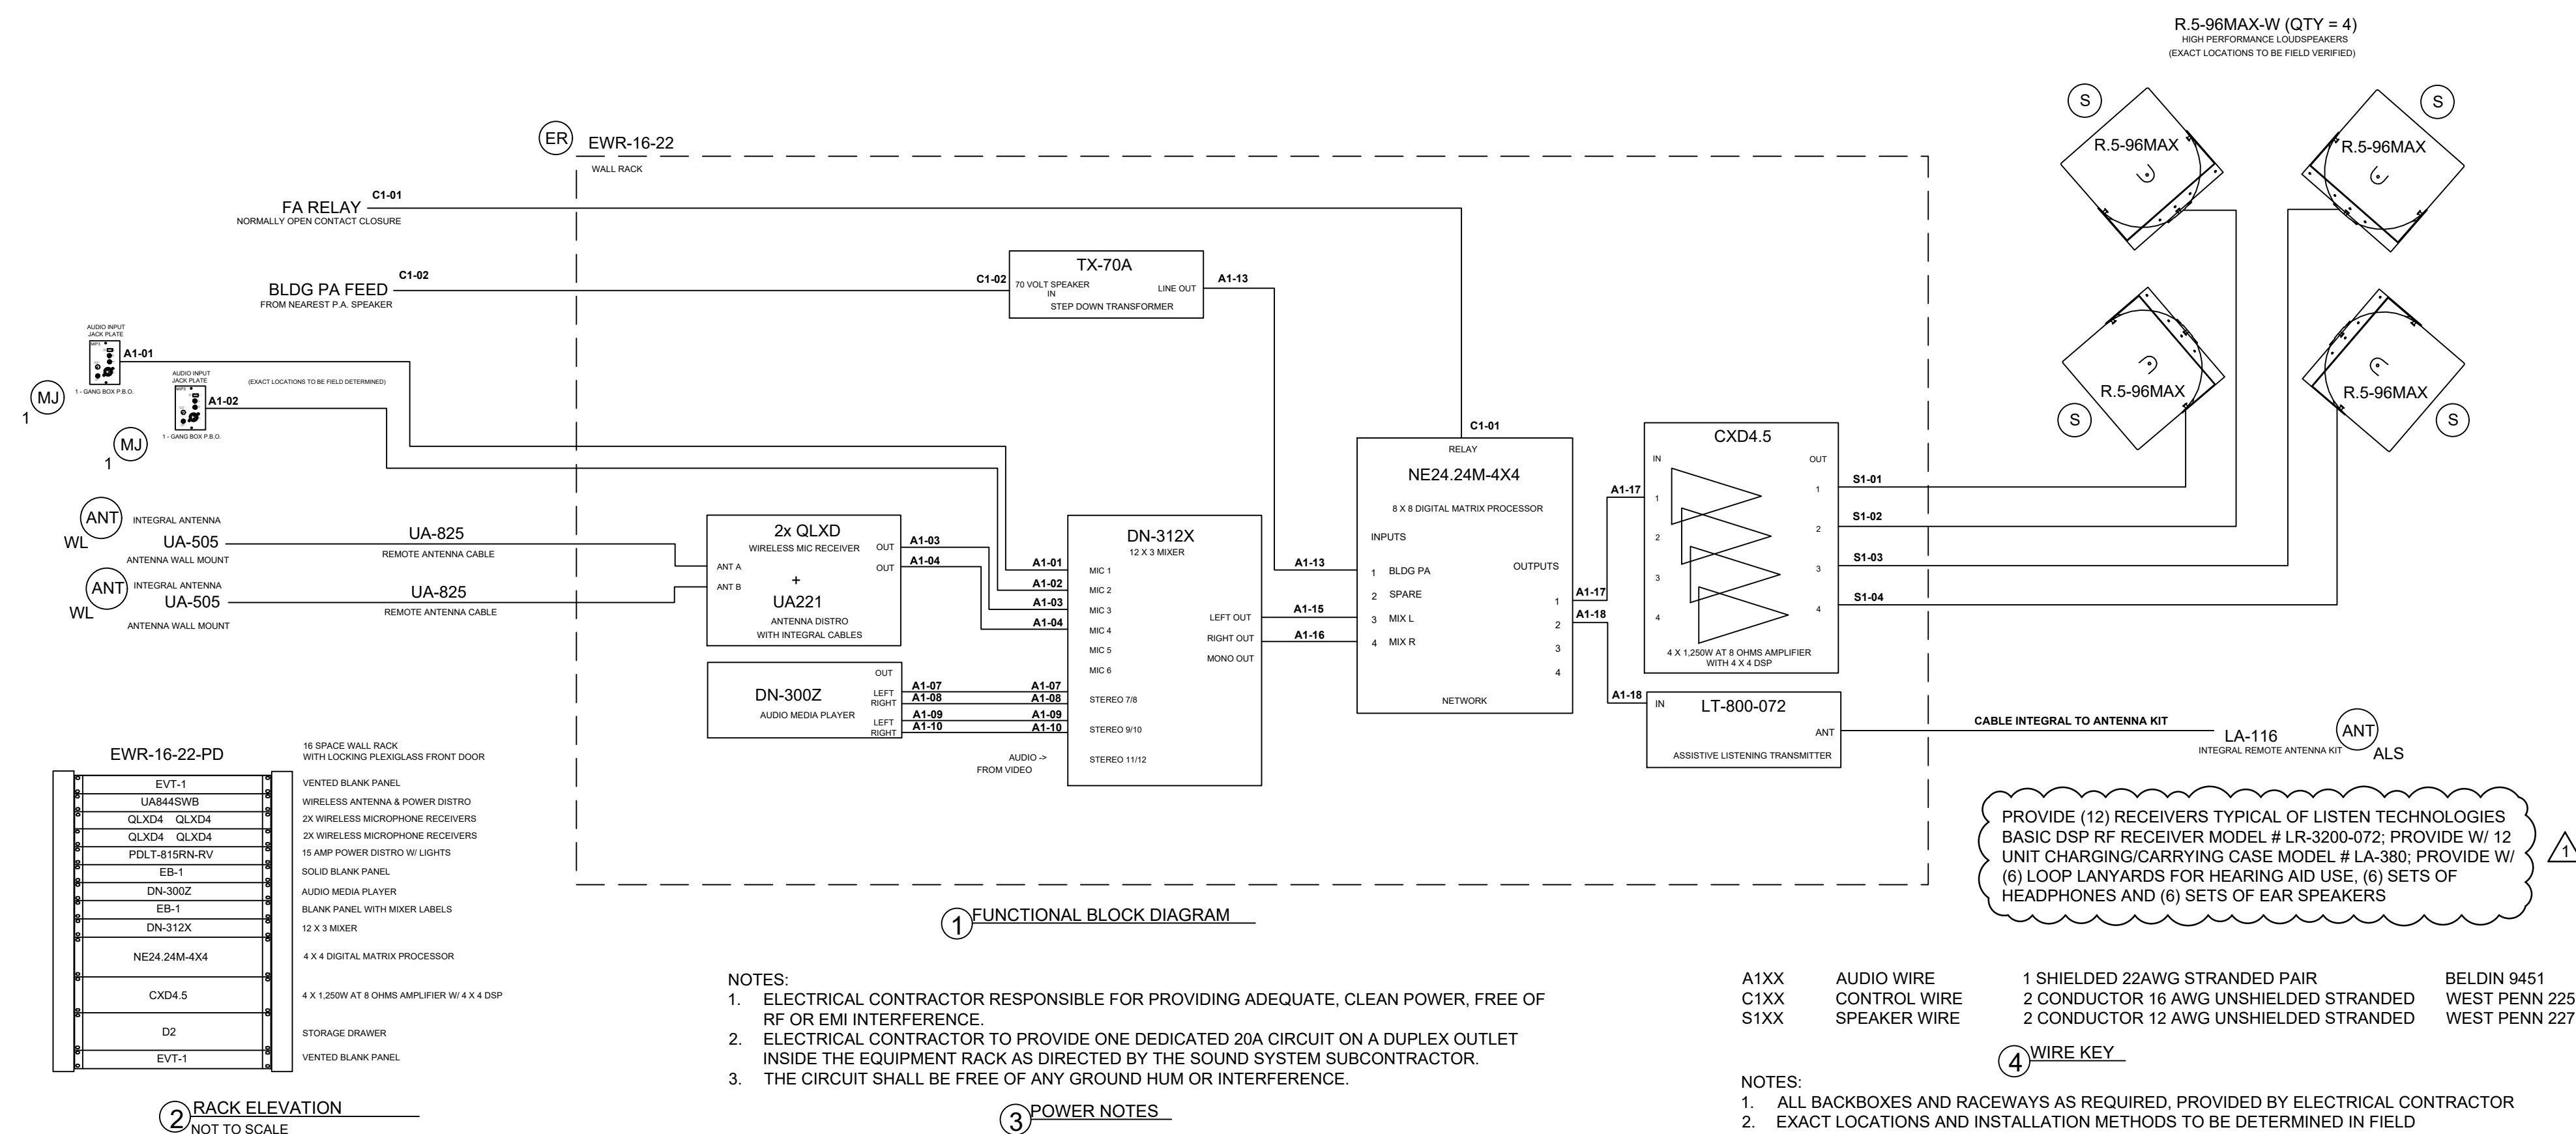 R.5-96MAX-W (QTY = 4)
HIGH PERFORMANCE LOUDSPEAKERS
(EXACT LOCATIONS TO BE FIELD VERIFIED)
S
S
R.5-96MAX
R.5-96MAX
R.5-96MAX
R.5-96MAX
S
S
ER
EWR-16-22
WALL RACK
C1-01
FA RELAY
NORMALLY OPEN CONTACT CLOSURE
C1-02
BLDG PA FEED
FROM NEAREST P.A. SPEAKER
C1-02
TX-70A
70 VOLT SPEAKER
IN
LINE OUT
STEP DOWN TRANSFORMER
A1-13
AUDIO INPUT
JACK PLATE
A1-01
1 - GANG BOX P.B.O.
MJ
1
AUDIO INPUT
JACK PLATE
(EXACT LOCATIONS TO BE FIELD DETERMINED)
A1-02
1 - GANG BOX P.B.O.
MJ
1
ANT
WL
INTEGRAL ANTENNA
UA-505
ANTENNA WALL MOUNT
UA-825
REMOTE ANTENNA CABLE
ANT
WL
INTEGRAL ANTENNA
UA-505
ANTENNA WALL MOUNT
UA-825
REMOTE ANTENNA CABLE
2x QLXD
WIRELESS MIC RECEIVER
OUT
OUT
ANT A
ANT B
+
UA221
ANTENNA DISTRO
WITH INTEGRAL CABLES
A1-03
A1-04
OUT
DN-300Z
AUDIO MEDIA PLAYER
LEFT
RIGHT
LEFT
RIGHT
A1-07
A1-08
A1-09
A1-10
A1-01
A1-02
A1-03
A1-04
A1-07
A1-08
A1-09
A1-10
AUDIO ->
FROM VIDEO
DN-312X
12 X 3 MIXER
MIC 1
MIC 2
MIC 3
MIC 4
MIC 5
MIC 6
STEREO 7/8
STEREO 9/10
STEREO 11/12
LEFT OUT
RIGHT OUT
MONO OUT
A1-13
A1-15
A1-16
C1-01
RELAY
NE24.24M-4X4
8 X 8 DIGITAL MATRIX PROCESSOR
INPUTS
1 BLDG PA
2 SPARE
3 MIX L
4 MIX R
OUTPUTS
1
2
3
4
NETWORK
A1-17
A1-18
A1-17
A1-18
CXD4.5
IN
1
2
3
4
OUT
1
2
3
4
4 X 1,250W AT 8 OHMS AMPLIFIER
WITH 4 X 4 DSP
S1-01
S1-02
S1-03
S1-04
IN
LT-800-072
ANT
ASSISTIVE LISTENING TRANSMITTER
CABLE INTEGRAL TO ANTENNA KIT
LA-116
INTEGRAL REMOTE ANTENNA KIT
ANT
ALS
PROVIDE (12) RECEIVERS TYPICAL OF LISTEN TECHNOLOGIES
BASIC DSP RF RECEIVER MODEL # LR-3200-072; PROVIDE W/ 12
UNIT CHARGING/CARRYING CASE MODEL # LA-380; PROVIDE W/
(6) LOOP LANYARDS FOR HEARING AID USE, (6) SETS OF
HEADPHONES AND (6) SETS OF EAR SPEAKERS
1
1 FUNCTIONAL BLOCK DIAGRAM
EWR-16-22-PD
16 SPACE WALL RACK
WITH LOCKING PLEXIGLASS FRONT DOOR
EVT-1 VENTED BLANK PANEL
UA844SWB WIRELESS ANTENNA & POWER DISTRO
QLXD4 QLXD4 2X WIRELESS MICROPHONE RECEIVERS
QLXD4 QLXD4 2X WIRELESS MICROPHONE RECEIVERS
PDLT-815RN-RV 15 AMP POWER DISTRO W/ LIGHTS
EB-1 SOLID BLANK PANEL
DN-300Z AUDIO MEDIA PLAYER
EB-1 BLANK PANEL WITH MIXER LABELS
DN-312X 12 X 3 MIXER
NE24.24M-4X4 4 X 4 DIGITAL MATRIX PROCESSOR
CXD4.5 4 X 1,250W AT 8 OHMS AMPLIFIER W/ 4 X 4 DSP
D2 STORAGE DRAWER
EVT-1 VENTED BLANK PANEL
2 RACK ELEVATION
NOT TO SCALE
NOTES:
1. ELECTRICAL CONTRACTOR RESPONSIBLE FOR PROVIDING ADEQUATE, CLEAN POWER, FREE OF
RF OR EMI INTERFERENCE.
2. ELECTRICAL CONTRACTOR TO PROVIDE ONE DEDICATED 20A CIRCUIT ON A DUPLEX OUTLET
INSIDE THE EQUIPMENT RACK AS DIRECTED BY THE SOUND SYSTEM SUBCONTRACTOR.
3. THE CIRCUIT SHALL BE FREE OF ANY GROUND HUM OR INTERFERENCE.
3 POWER NOTES
A1XX AUDIO WIRE 1 SHIELDED 22AWG STRANDED PAIR BELDIN 9451
C1XX CONTROL WIRE 2 CONDUCTOR 16 AWG UNSHIELDED STRANDED WEST PENN 225
S1XX SPEAKER WIRE 2 CONDUCTOR 12 AWG UNSHIELDED STRANDED WEST PENN 227
4 WIRE KEY
NOTES:
1. ALL BACKBOXES AND RACEWAYS AS REQUIRED, PROVIDED BY ELECTRICAL CONTRACTOR
2. EXACT LOCATIONS AND INSTALLATION METHODS TO BE DETERMINED IN FIELD